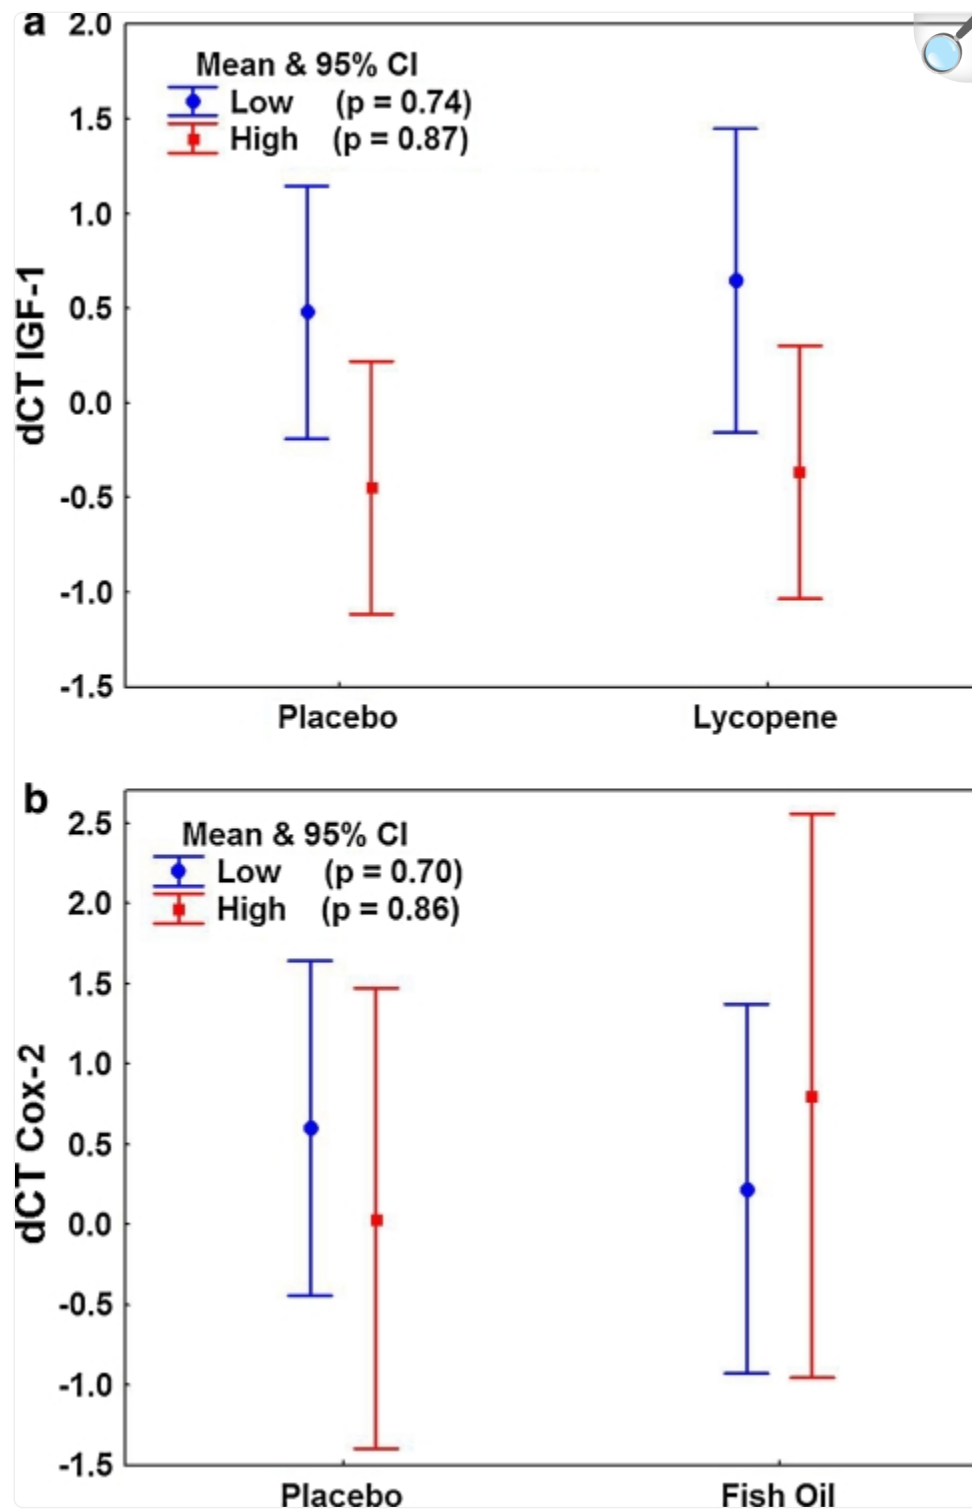 a
2.0
Mean & 95% CI
Low (p = 0.74)
High (p = 0.87)
1.5
1.0
0.5
0.0
-0.5
-1.0
-1.5
dCT IGF-1
Placebo Lycopene
b
2.5
Mean & 95% CI
Low (p = 0.70)
High (p = 0.86)
2.0
1.5
1.0
0.5
0.0
-0.5
-1.0
-1.5
dCT Cox-2
Placebo Fish Oil